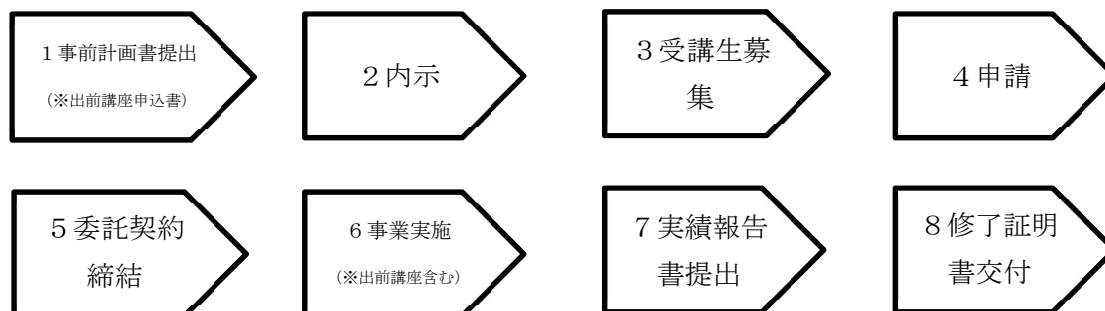 1事前計画書提出
(※出前講座申込書)
2内示
3受講生募
集
4申請
5委託契約
締結
6事業実施
(※出前講座含む)
7実績報告
書提出
8修了証明
書交付